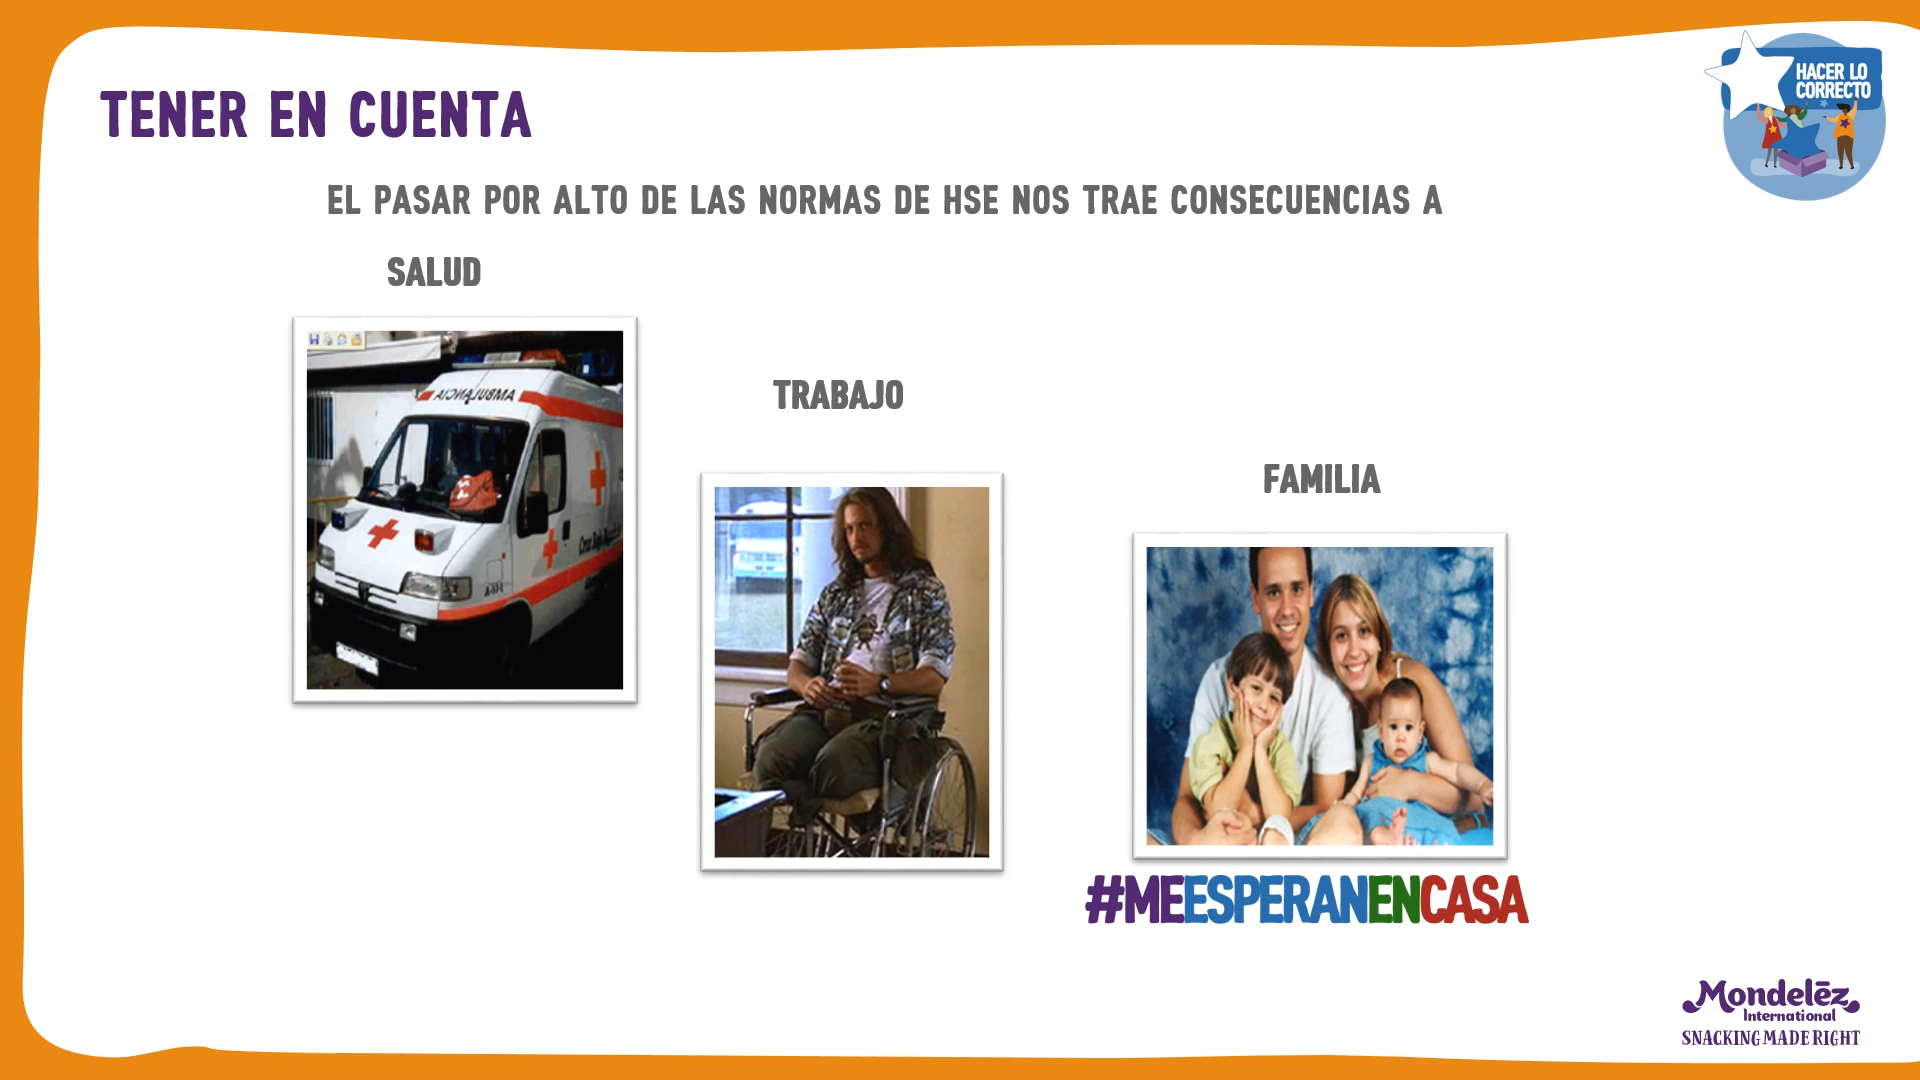 TENER EN CUENTA
HACER LO
CORRECTO
EL PASAR POR ALTO DE LAS NORMAS DE HSE NOS TRAE CONSECUENCIAS A
SALUD
AMBULANCIA
TRABAJO
FAMILIA
#MEESPERANENCASA
Mondelēz
International
SNACKING MADE RIGHT